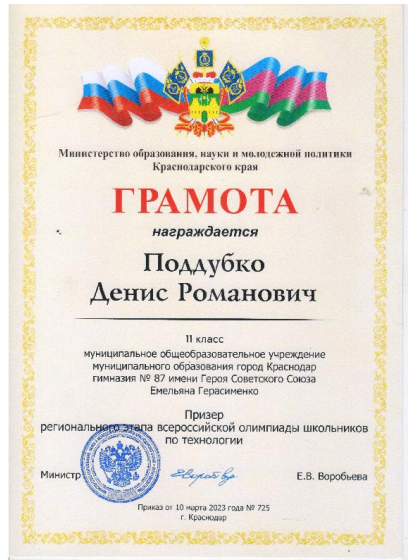 Министерство образования, науки и молодежной политики
Краснодарского края
ГРАМОТА
награждается
Поддубко
Денис Романович
11 класс
муниципальное общеобразовательное учреждение
муниципального образования город Краснодар
гимназия № 87 имени Героя Советского Союза
Емельяна Герасименко
Призер
регионального этапа всероссийской олимпиады школьников
по технологии
Министр Е.В. Воробьева
Приказ от 10 марта 2023 года № 725
г. Краснодар